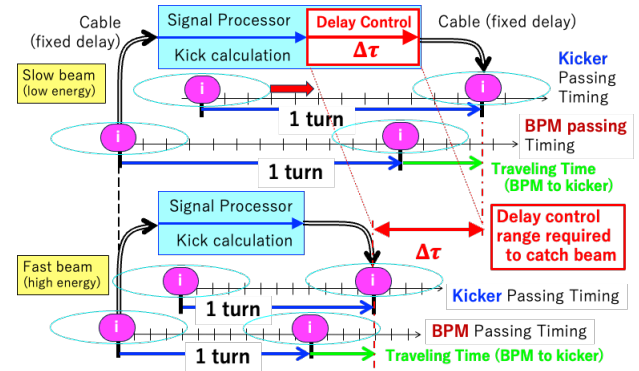 Cable
(fixed delay)
Signal Processor
Kick calculation
Delay Control
Δτ
Cable (fixed delay)
Slow beam
(low energy)
i
i
Kicker
Passing
Timing
1 turn
i
i
BPM passing
Timing
1 turn
Traveling Time
(BPM to kicker)
Signal Processor
Kick calculation
Δτ
Delay control
range required
to catch beam
Fast beam
(high energy)
i
i
Kicker Passing Timing
1 turn
i
i
BPM Passing Timing
1 turn
Traveling Time (BPM to kicker)